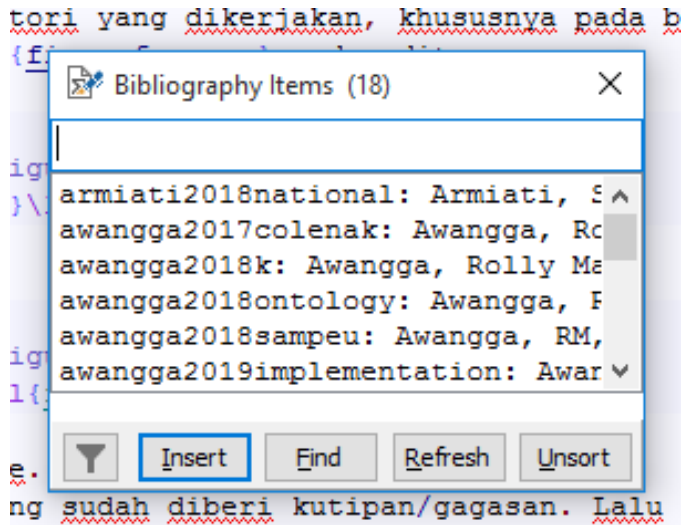 tori yang dikerjakan, khususnya pada b
Bibliography Items (18)
armiati2018national: Armiati, S
awangga2017colenak: Awangga, Ro
awangga2018k: Awangga, Rolly Ma
awangga2018ontology: Awangga, R
awangga2018sampeu: Awangga, RM,
awangga2019implementation: Awan
Insert Find Refresh Unsort
ng sudah diberi kutipan/gagasan. Lalu